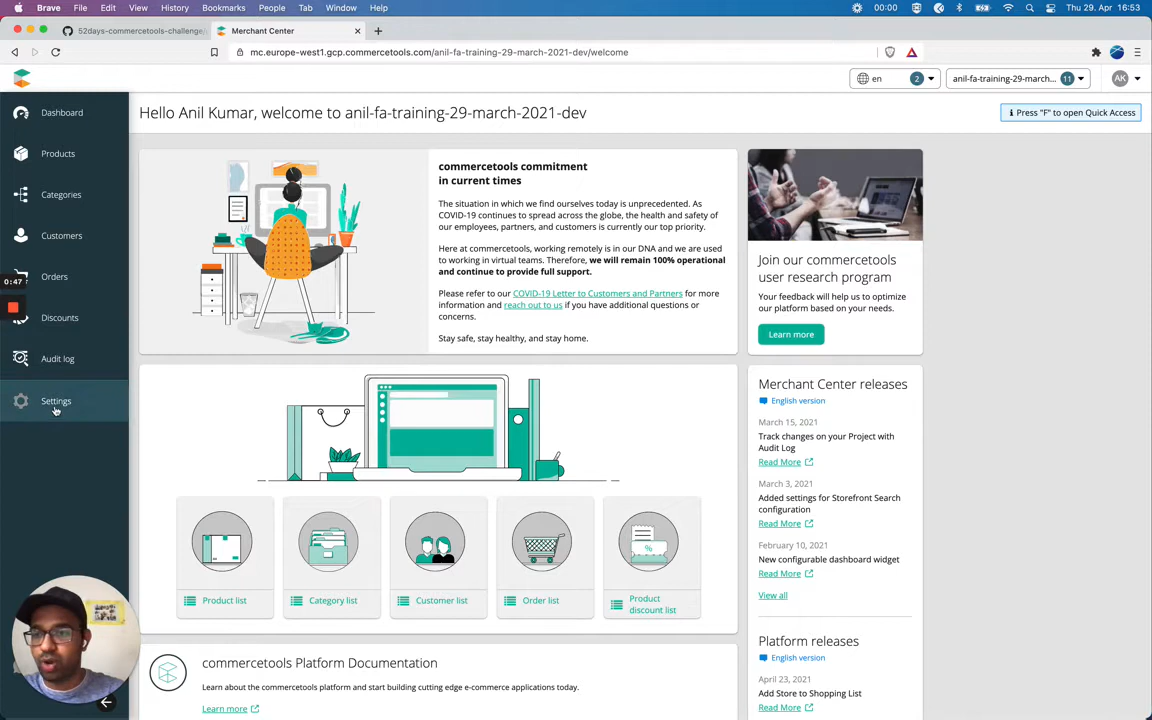 Brave File Edit View History Bookmarks People Tab Window Help 00:00 Thu 29. Apr 16:53
52days-commercetools-challenge/ Merchant Center
mc.europe-west1.gcp.commercetools.com/anil-fa-training-29-march-2021-dev/welcome
en 2 anil-fa-training-29-march... 11 AK
Hello Anil Kumar, welcome to anil-fa-training-29-march-2021-dev
Press "F" to open Quick Access
Dashboard
Products
Categories
Customers
Orders
0:47
Discounts
Audit log
Settings
commercetools commitment
in current times
The situation in which we find ourselves today is unprecedented. As
COVID-19 continues to spread across the globe, the health and safety of
our employees, partners, and customers is currently our top priority.
Here at commercetools, working remotely is in our DNA and we are used
to working in virtual teams. Therefore, we will remain 100% operational
and continue to provide full support.
Please refer to our COVID-19 Letter to Customers and Partners for more
information and reach out to us if you have additional questions or
concerns.
Stay safe, stay healthy, and stay home.
Join our commercetools
user research program
Your feedback will help us to optimize
our platform based on your needs.
Learn more
%
Product list
Category list
Customer list
Order list
Product
discount list
Merchant Center releases
English version
March 15, 2021
Track changes on your Project with
Audit Log
Read More
March 3, 2021
Added settings for Storefront Search
configuration
Read More
February 10, 2021
New configurable dashboard widget
Read More
View all
Platform releases
English version
April 23, 2021
Add Store to Shopping List
Read More
commercetools Platform Documentation
Learn about the commercetools platform and start building cutting edge e-commerce applications today.
Learn more